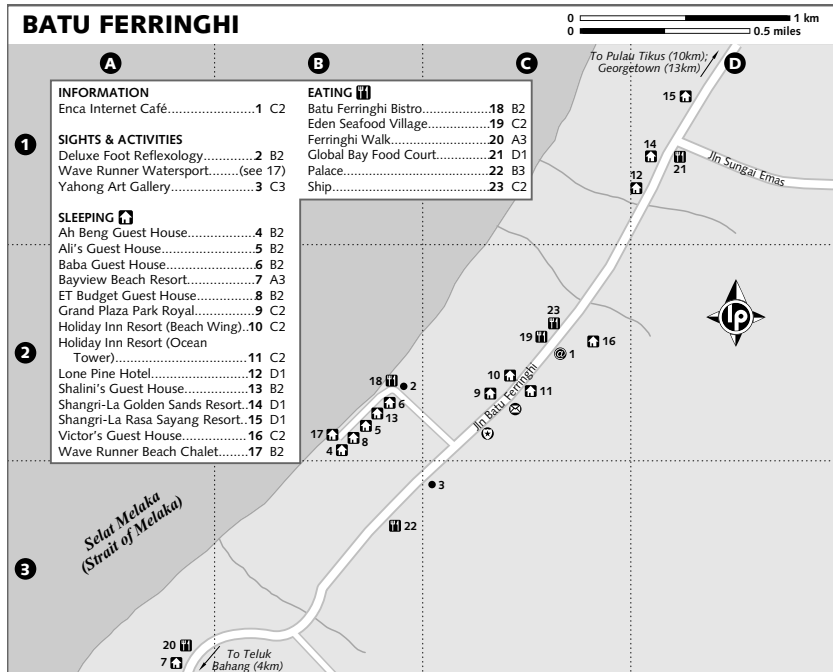 BATU FERRINGHI
0 1 km
0 0.5 miles
A B C D
1
2
3
INFORMATION
Enca Internet Café....................1 C2
SIGHTS & ACTIVITIES
Deluxe Foot Reflexology...........2 B2
Wave Runner Watersport......(see 17)
Yahong Art Gallery....................3 C3
SLEEPING
Ah Beng Guest House................4 B2
Ali's Guest House.......................5 B2
Baba Guest House......................6 B2
Bayview Beach Resort................7 A3
ET Budget Guest House.............8 B2
Grand Plaza Park Royal..............9 C2
Holiday Inn Resort (Beach Wing)..10 C2
Holiday Inn Resort (Ocean
Tower)................................11 C2
Lone Pine Hotel.......................12 D1
Shalini's Guest House...............13 B2
Shangri-La Golden Sands Resort..14 D1
Shangri-La Rasa Sayang Resort..15 D1
Victor's Guest House................16 C2
Wave Runner Beach Chalet.......17 B2
EATING
Batu Ferringhi Bistro................18 B2
Eden Seafood Village................19 C2
Ferringhi Walk.........................20 A3
Global Bay Food Court.............21 D1
Palace.....................................22 B3
Ship........................................23 C2
To Pulau Tikus (10km);
Georgetown (13km)
15
14
21
12
Jln Sungai Emas
lp
23
19
16
@ 1
10
9
11
18
2
6
13
5
17
8
4
Jln Batu Ferringhi
3
22
Selat Melaka
(Strait of Melaka)
20
7
To Teluk
Bahang (4km)